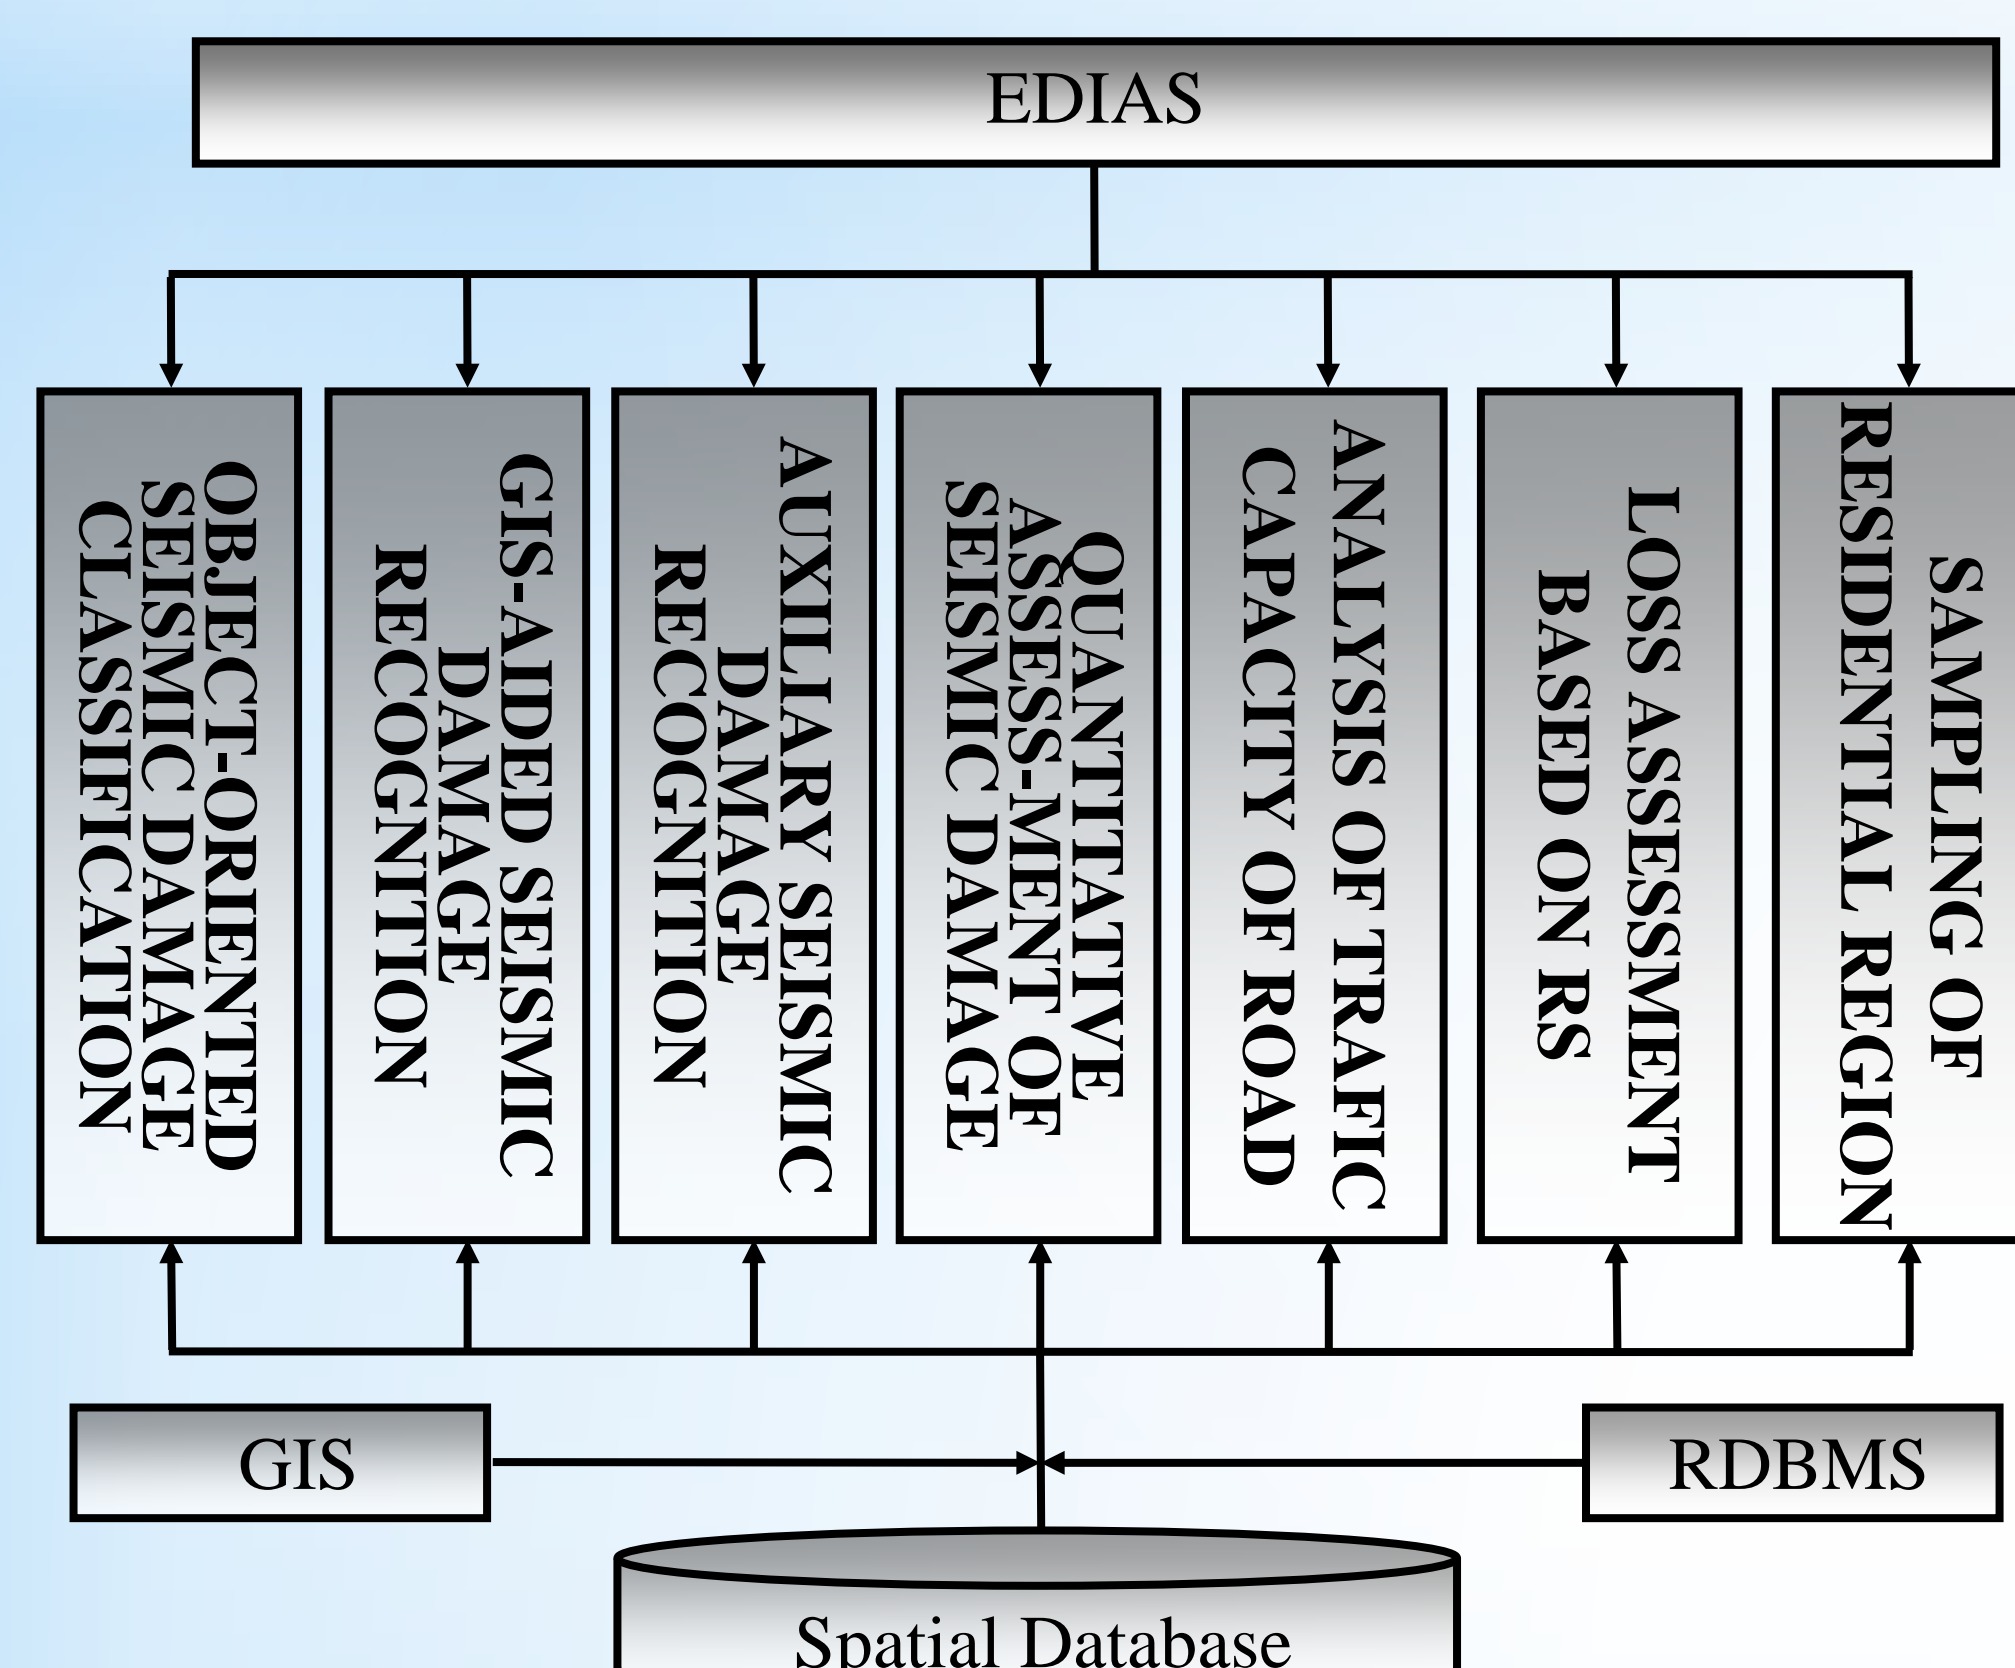 EDIAS
OBJECT-ORIENTED
SEISMIC DAMAGE
CLASSIFICATION
GIS-AIDED SEISMIC
DAMAGE
RECOGNITION
AUXILIARY SEISMIC
DAMAGE
RECOGNITION
QUANTITATIVE
ASSESS-MENT OF
SEISMIC DAMAGE
ANALYSIS OF TRAFIC
CAPACITY OF ROAD
LOSS ASSESSMENT
BASED ON RS
SAMPLING OF
RESIDENTIAL REGION
GIS
RDBMS
Spatial Database